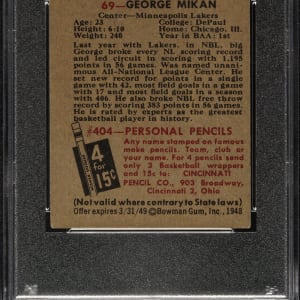 69—GEORGE MIKAN
Center—Minneapolis Lakers
Age: 23 College: DePaul
Height: 6-10 Home: Chicago, Ill.
Weight: 240 Year in BAA: 1st
Last year with Lakers, in NBL, big
George broke every NL scoring record
and led circuit in scoring with 1,195
points in 56 games. Was named unani-
mous All-National League Center. He
set new record for points in a single
game with 42, most field goals in a
game with 17, and most field goals in a season
with 406. He also broke NBL free throw
record by scoring 383 points in 56 games.
He is rated by experts as the greatest
basketball player in history.
#404—PERSONAL PENCILS
Any name stamped on famous
make pencils. Team, club, or
any name. For 4 pencils send
only 3 Basketball wrappers
and 15c to: CINCINNATI
PENCIL CO., 903 Broadway,
Cincinnati 2, Ohio
4
FOR
15¢
(Not valid where contrary to State laws)
Offer expires 3/31/49 ©Bowman Gum, Inc., 1948